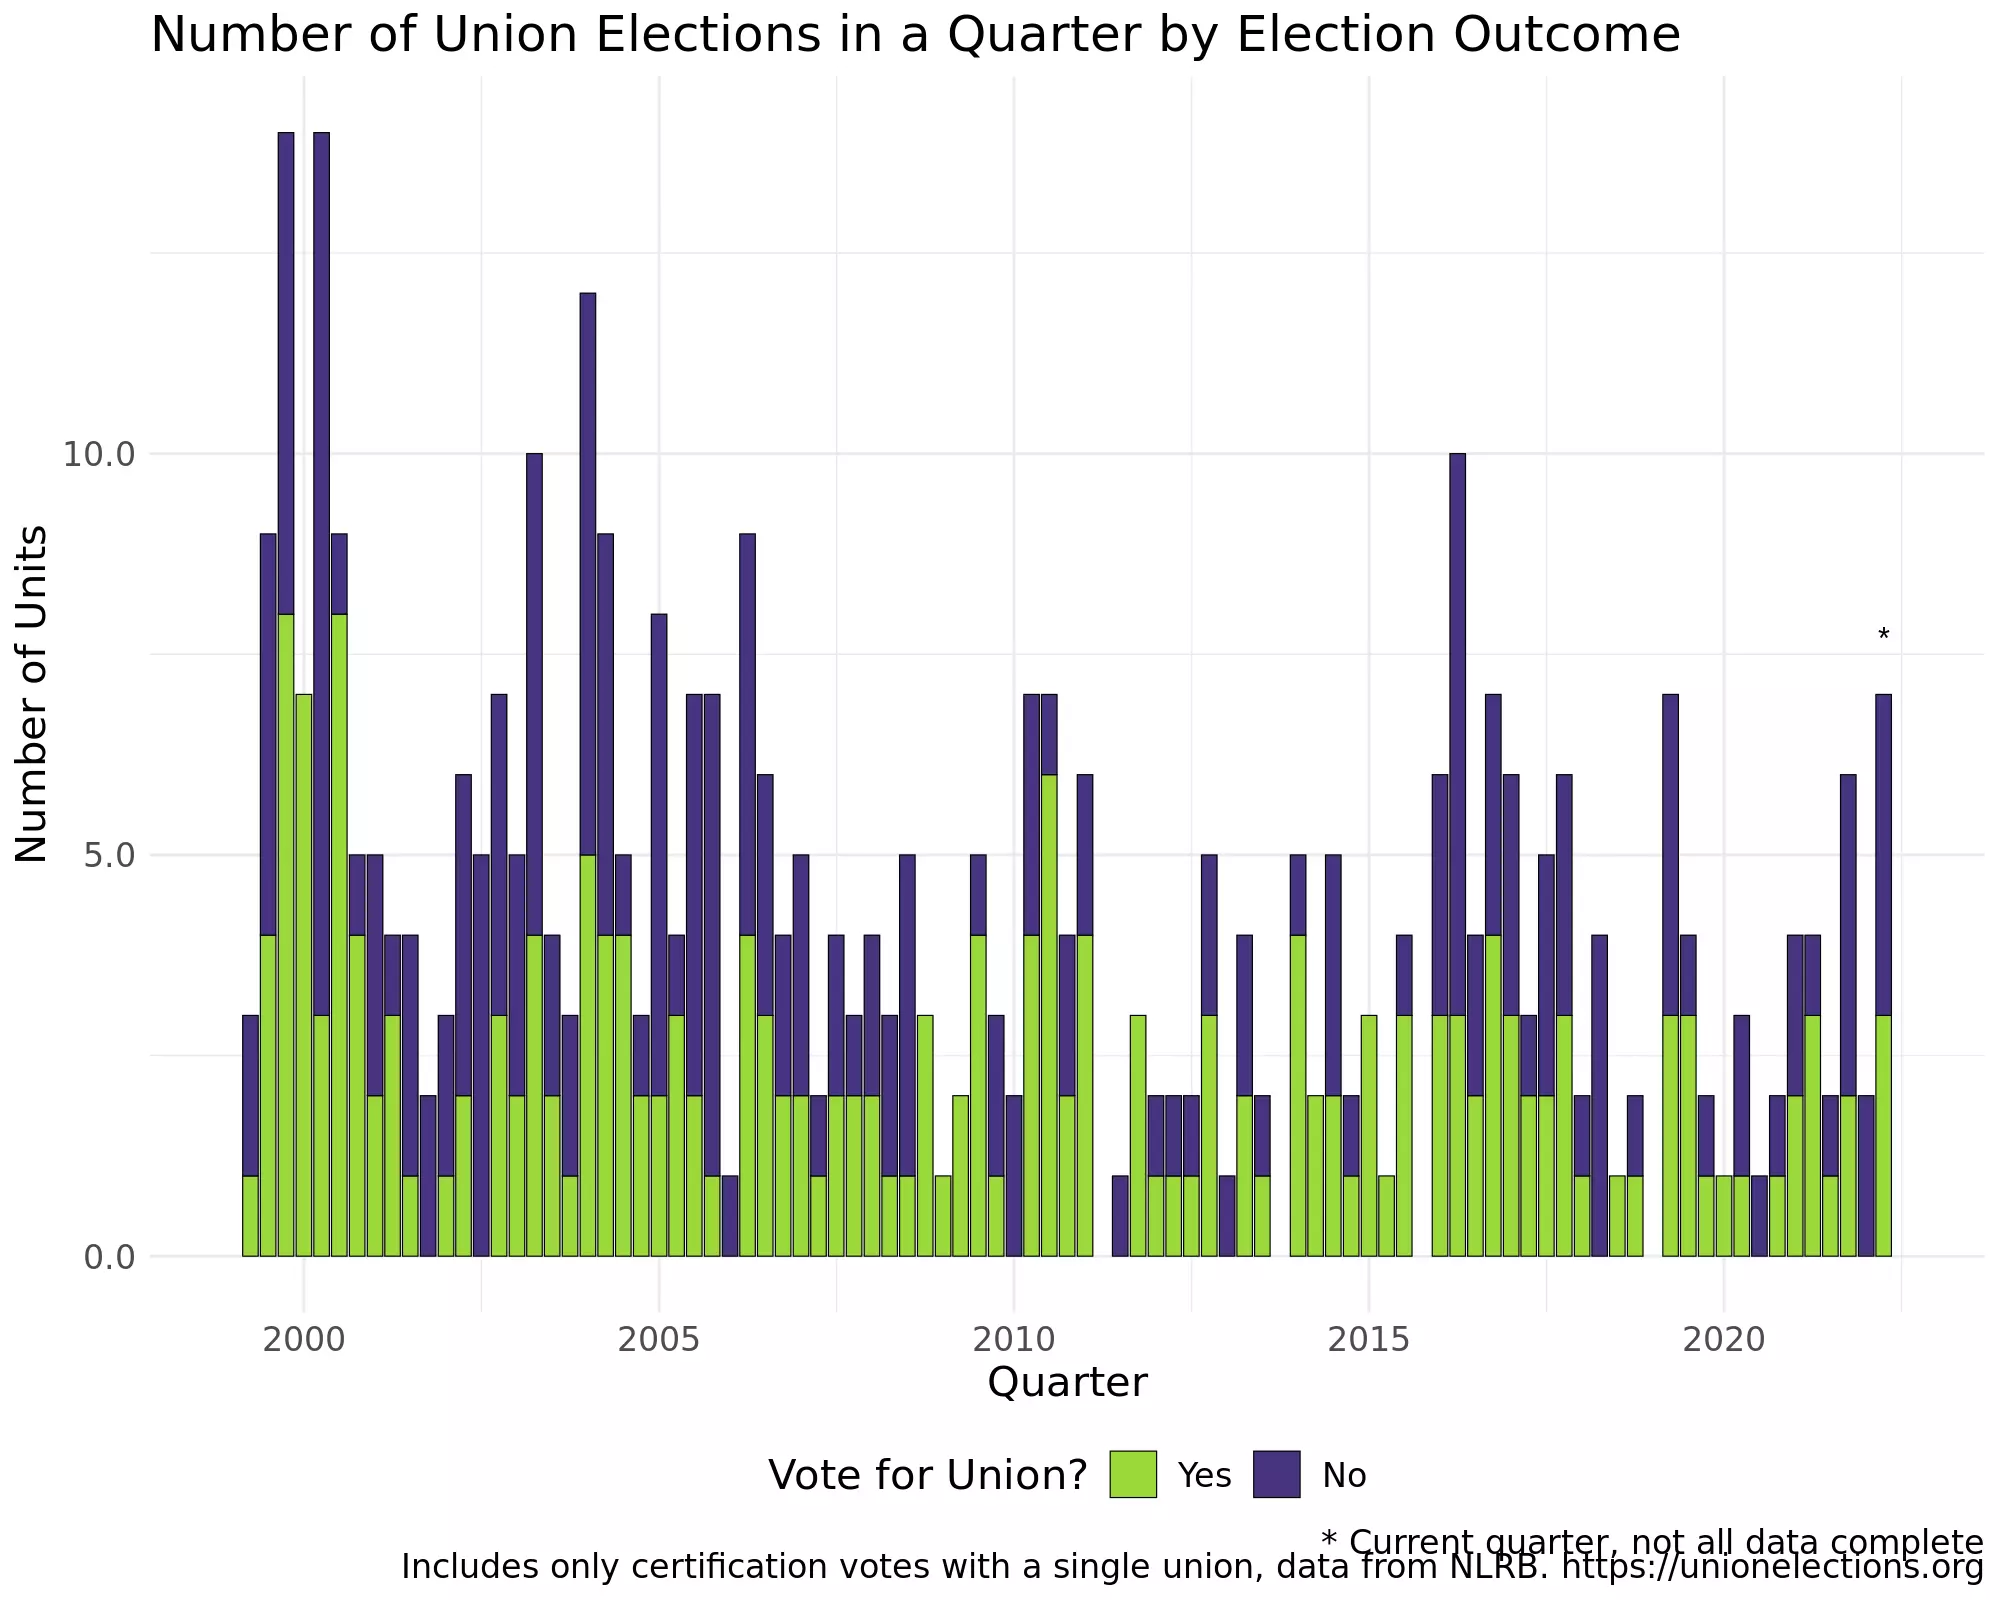 Number of Union Elections in a Quarter by Election Outcome
Number of Units
10.0
5.0
0.0
*
2000 2005 2010 2015 2020
Quarter
Vote for Union? Yes No
* Current quarter, not all data complete
Includes only certification votes with a single union, data from NLRB. https://unionelections.org